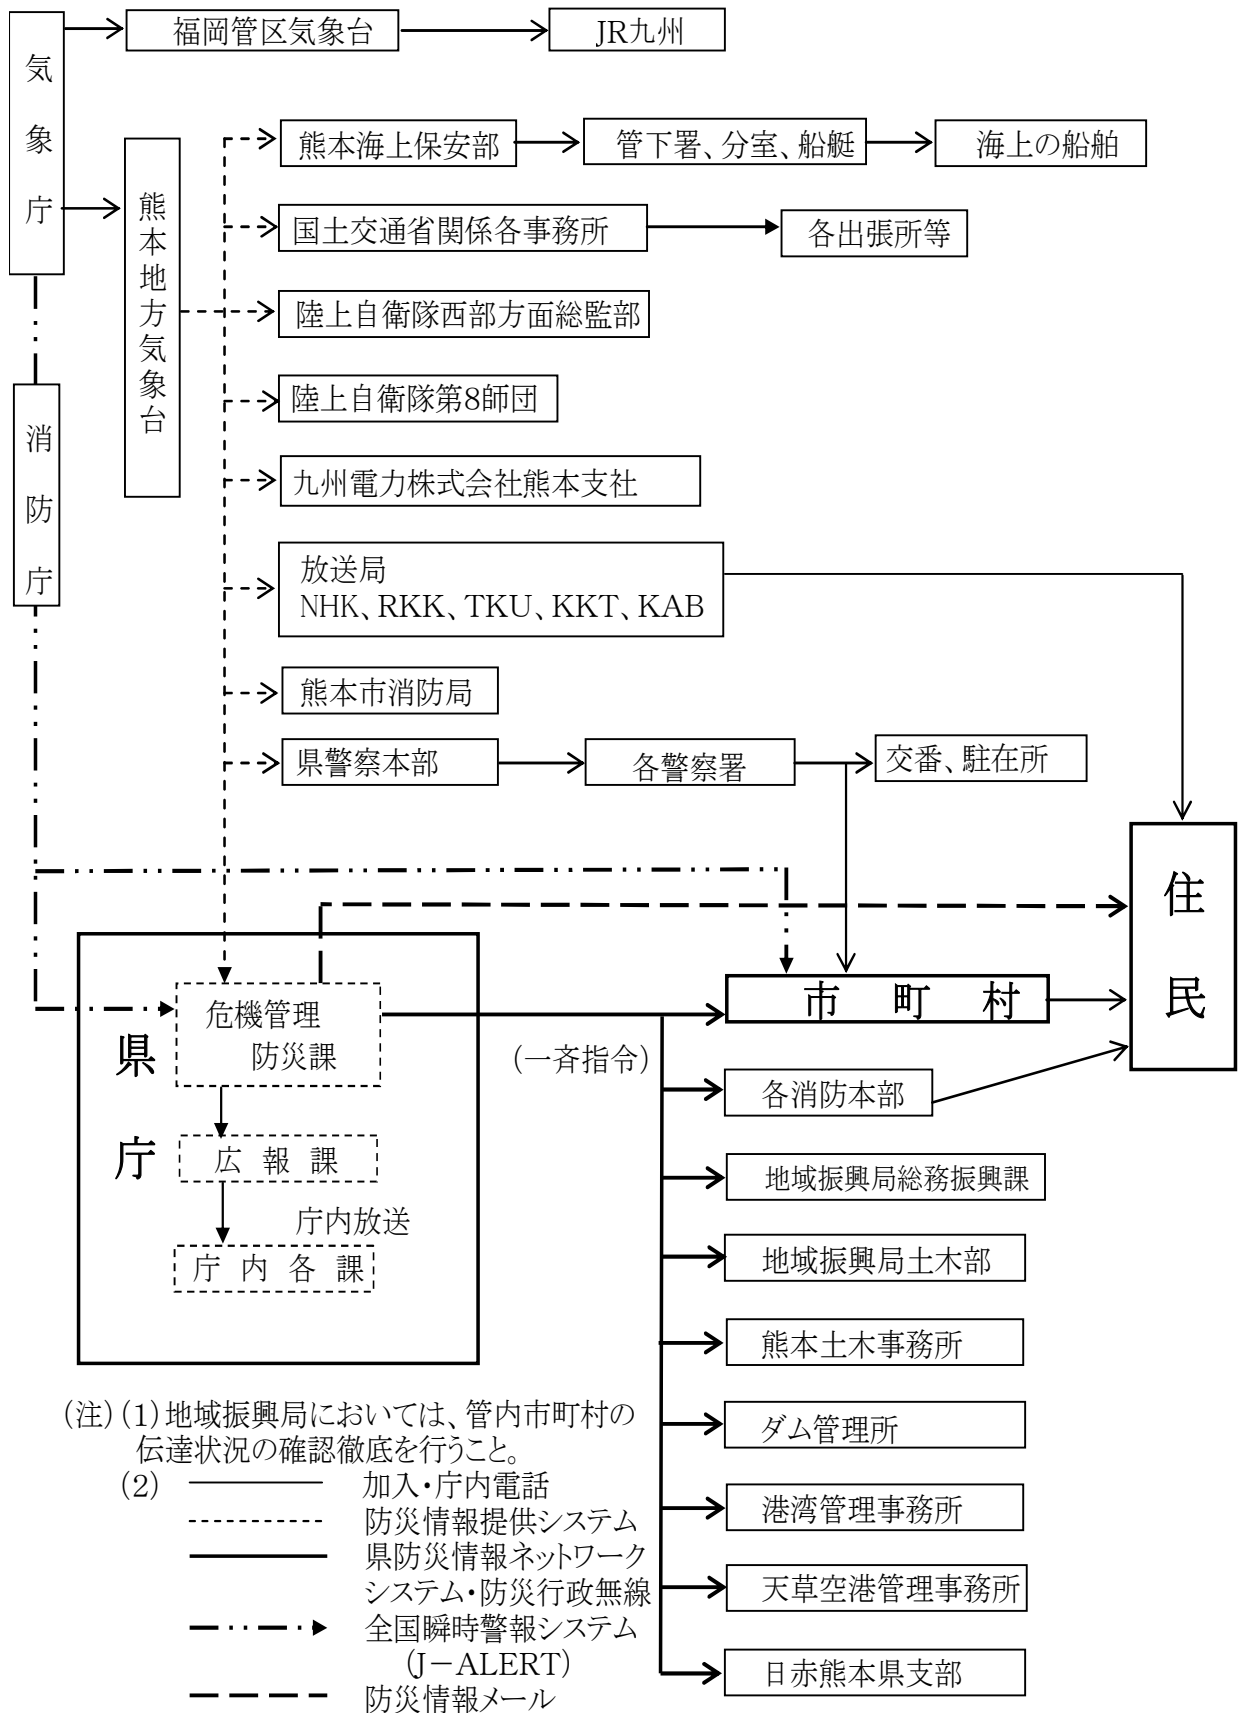 気象庁
福岡管区気象台
JR九州
熊本地方気象台
熊本海上保安部
管下署、分室、船艇
海上の船舶
国土交通省関係各事務所
各出張所等
陸上自衛隊西部方面総監部
陸上自衛隊第8師団
消防庁
九州電力株式会社熊本支社
放送局
NHK、RKK、TKU、KKT、KAB
熊本市消防局
県警察本部
各警察署
交番、駐在所
住民
県庁
危機管理
防災課
広報課
庁内放送
庁内各課
(一斉指令)
市町村
各消防本部
地域振興局総務振興課
地域振興局土木部
熊本土木事務所
ダム管理所
港湾管理事務所
天草空港管理事務所
日赤熊本県支部
(注)(1)地域振興局においては、管内市町村の
伝達状況の確認徹底を行うこと。
(2) 加入・庁内電話
防災情報提供システム
県防災情報ネットワーク
システム・防災行政無線
全国瞬時警報システム
(J－ALERT)
防災情報メール